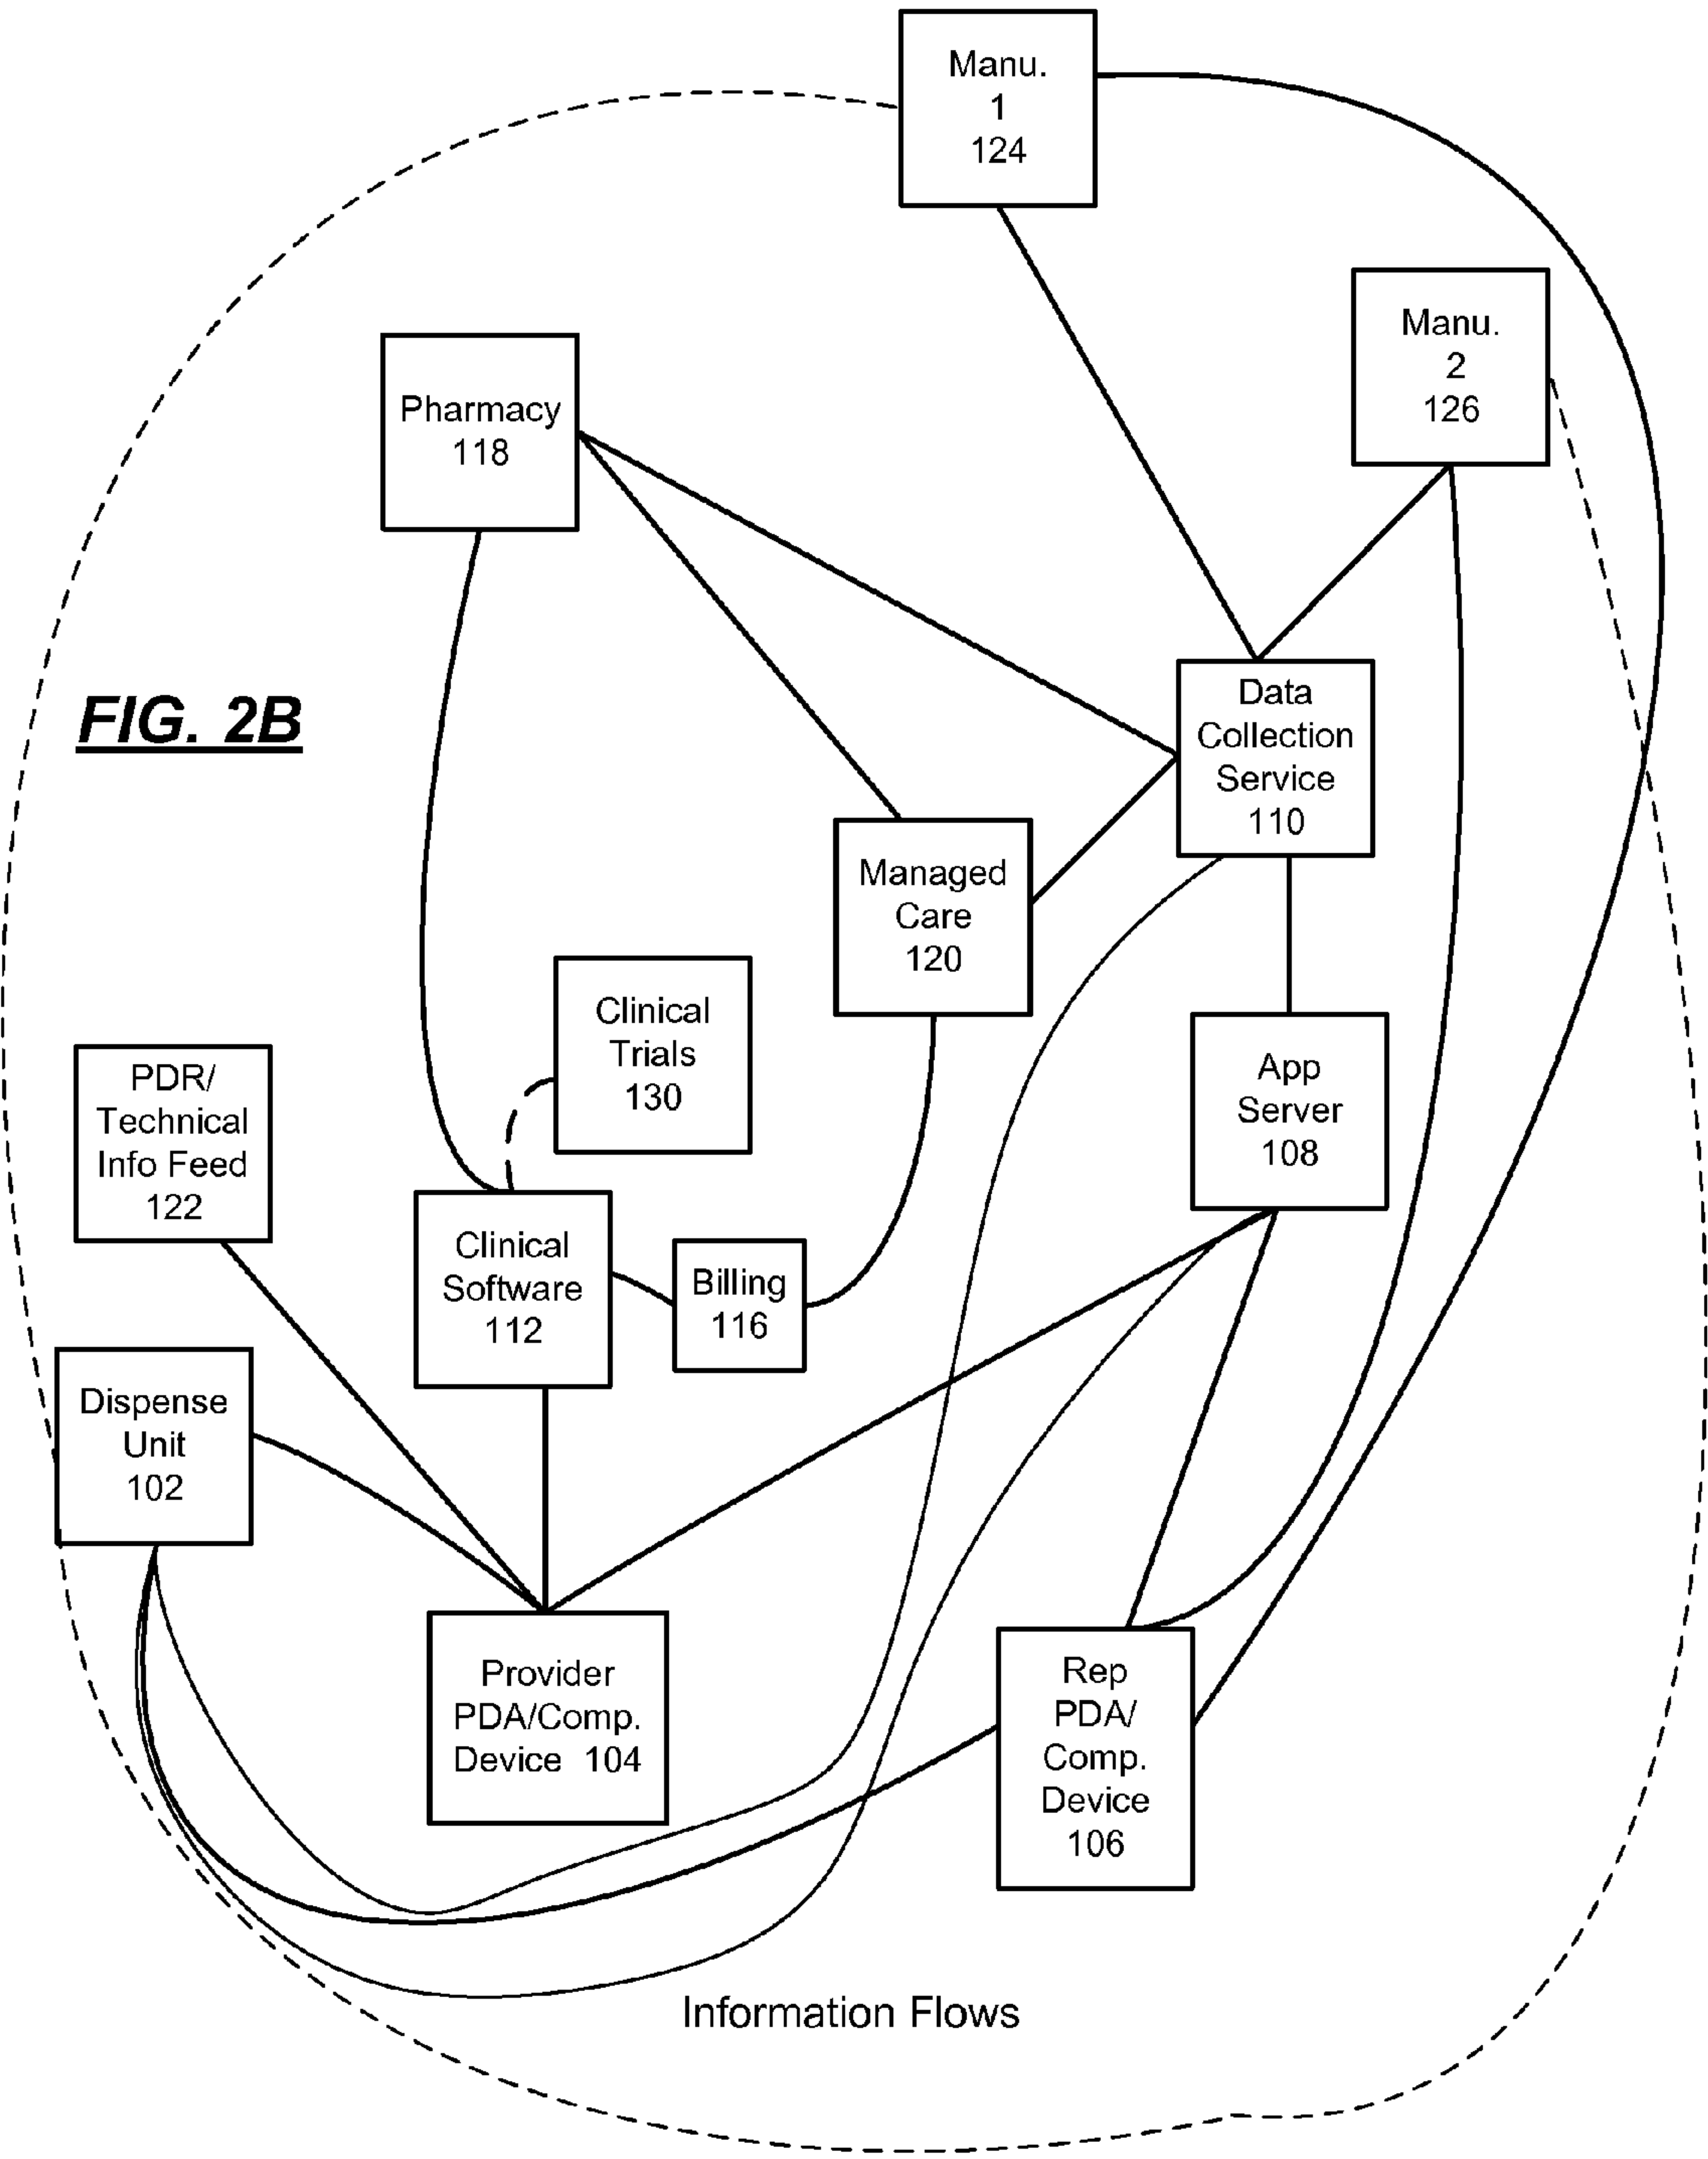 Manu.
1
124
Manu.
2
126
Pharmacy
118
FIG. 2B
Data
Collection
Service
110
Managed
Care
120
Clinical
Trials
130
App
Server
108
PDR/
Technical
Info Feed
122
Clinical
Software
112
Billing
116
Dispense
Unit
102
Provider
PDA/Comp.
Device 104
Rep
PDA/
Comp.
Device
106
Information Flows